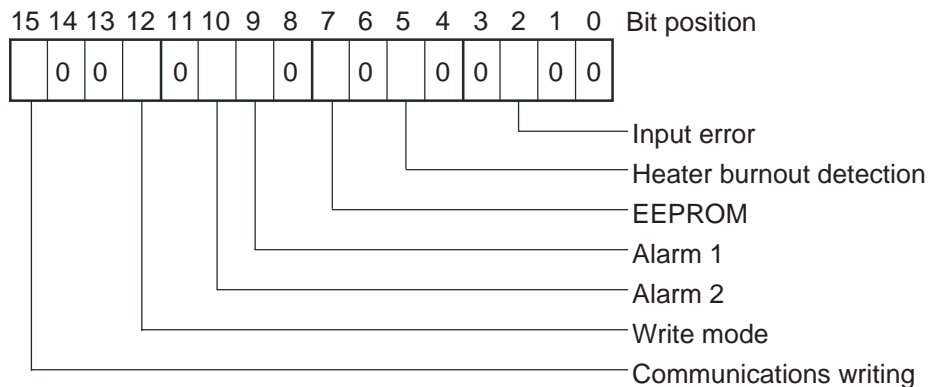 15 14 13 12 11 10 9 8 7 6 5 4 3 2 1 0 Bit position
0 0 0 0 0 0 0 0 0
Input error
Heater burnout detection
EEPROM
Alarm 1
Alarm 2
Write mode
Communications writing